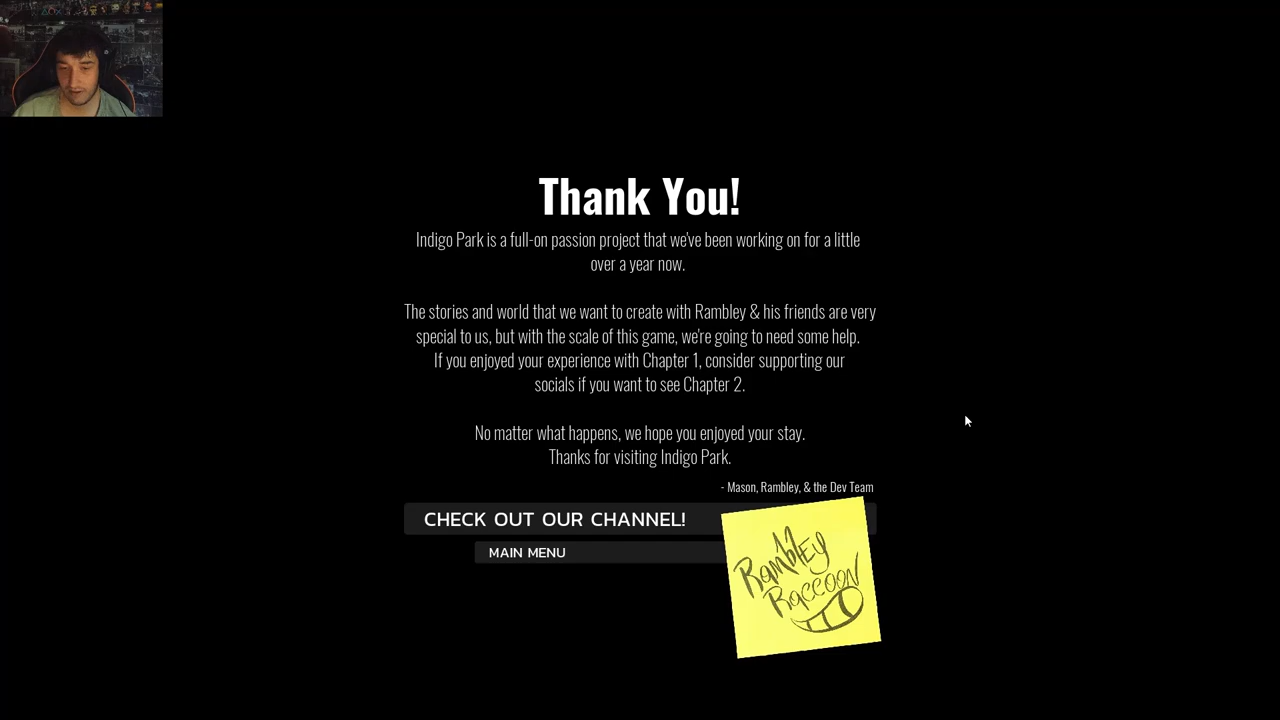 Thank You!
Indigo Park is a full-on passion project that we've been working on for a little
over a year now.
The stories and world that we want to create with Rambley & his friends are very
special to us, but with the scale of this game, we're going to need some help.
If you enjoyed your experience with Chapter 1, consider supporting our
socials if you want to see Chapter 2.
No matter what happens, we hope you enjoyed your stay.
Thanks for visiting Indigo Park.
- Mason, Rambley, & the Dev Team
CHECK OUT OUR CHANNEL!
MAIN MENU
RambleY
RaccooN